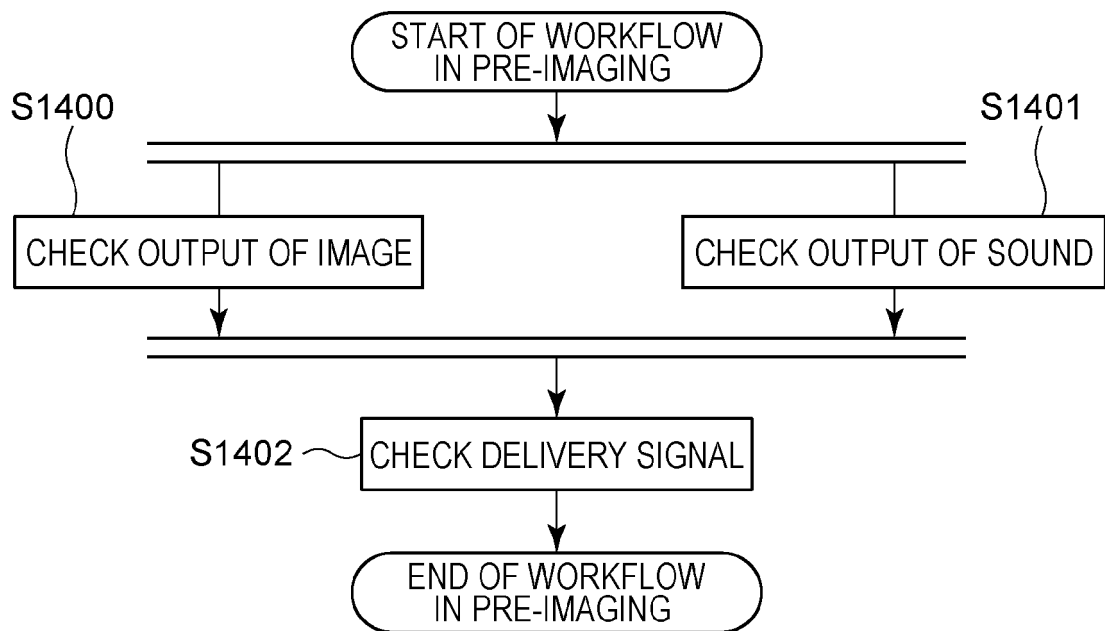 START OF WORKFLOW
IN PRE-IMAGING
S1400
S1401
CHECK OUTPUT OF IMAGE
CHECK OUTPUT OF SOUND
S1402
CHECK DELIVERY SIGNAL
END OF WORKFLOW
IN PRE-IMAGING